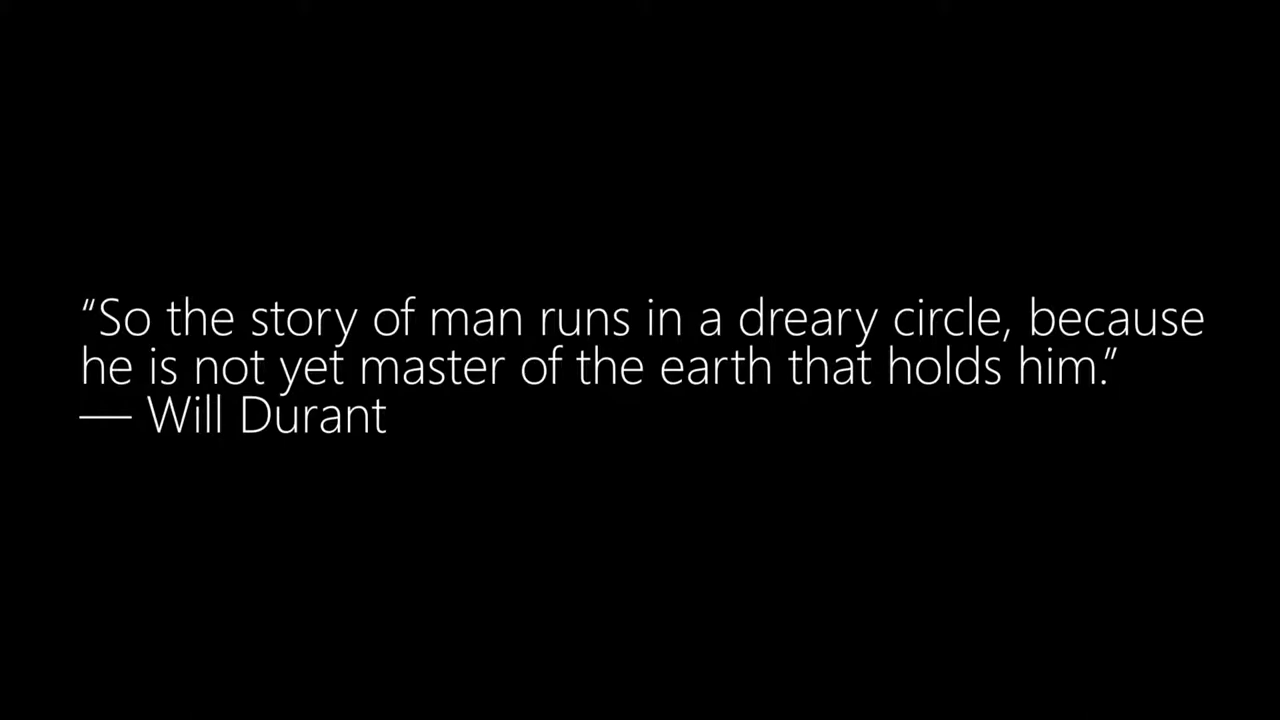 “So the story of man runs in a dreary circle, because
he is not yet master of the earth that holds him.”
— Will Durant